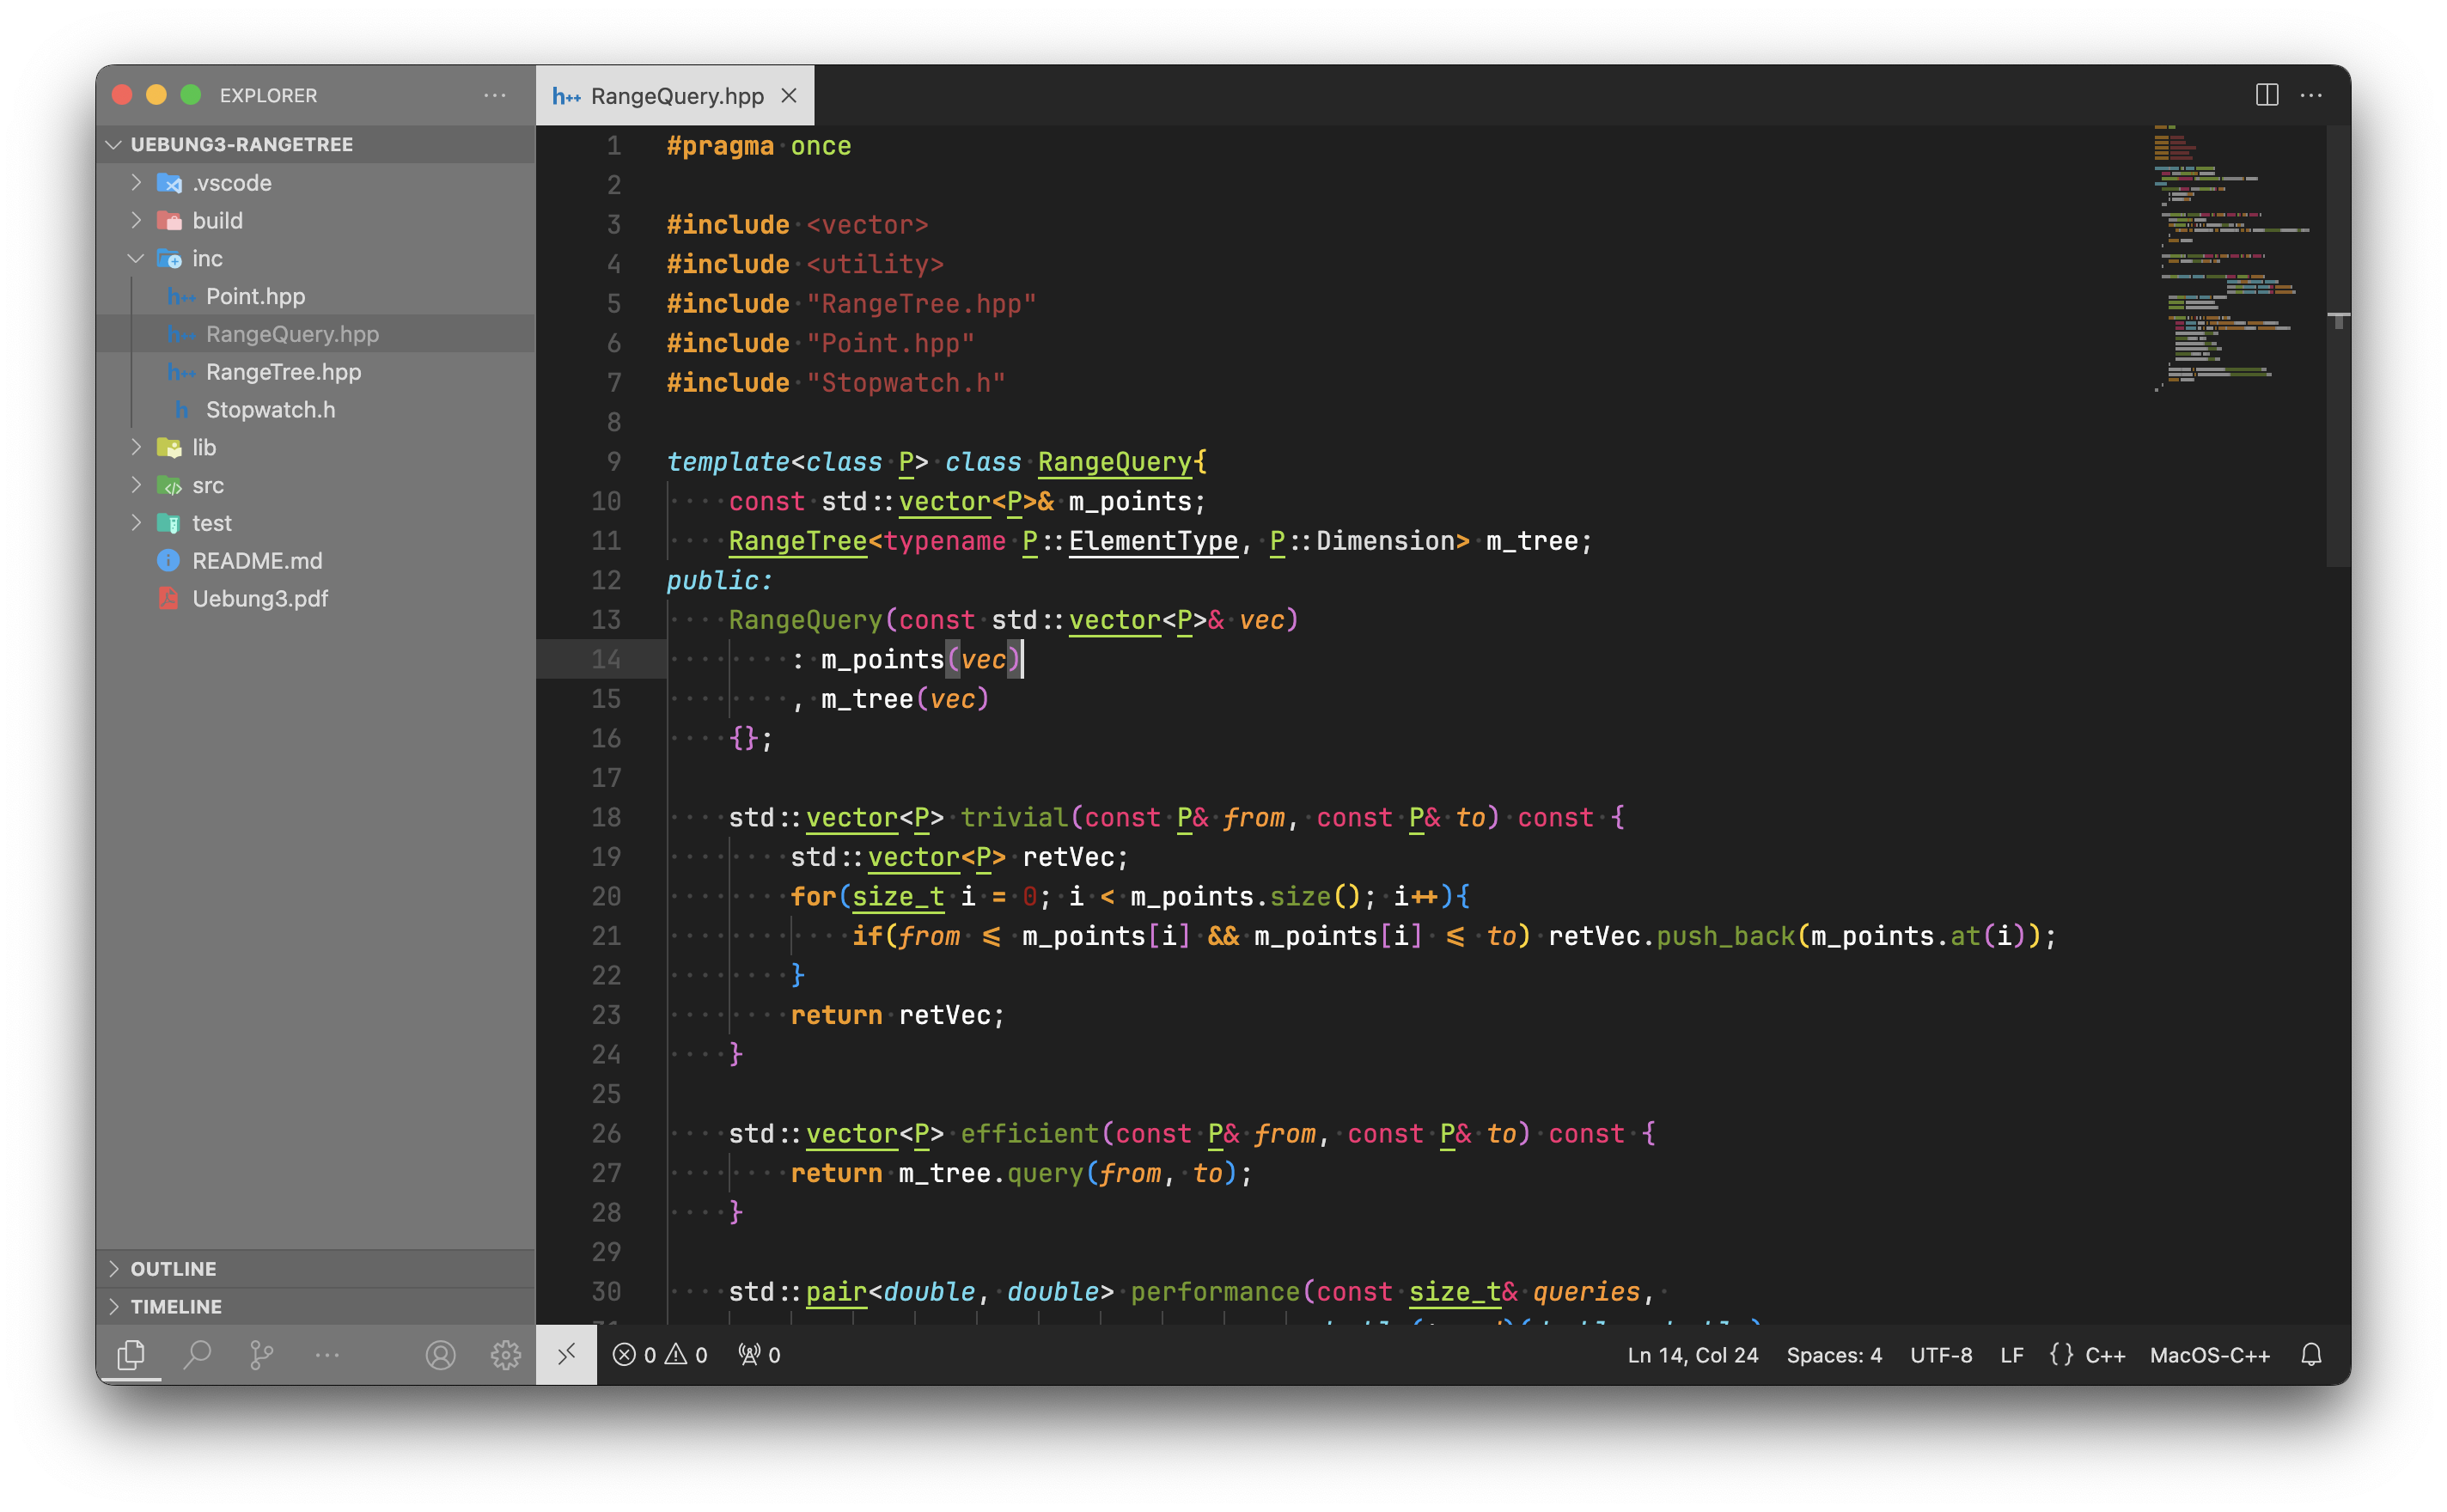 EXPLORER
UEBUNG3-RANGETREE
.vscode
build
inc
Point.hpp
RangeQuery.hpp
RangeTree.hpp
Stopwatch.h
lib
src
test
README.md
Uebung3.pdf
OUTLINE
TIMELINE
RangeQuery.hpp
1 #pragma once
2
3 #include <vector>
4 #include <utility>
5 #include "RangeTree.hpp"
6 #include "Point.hpp"
7 #include "Stopwatch.h"
8
9 template<class P> class RangeQuery{
10     const std::vector<P>& m_points;
11     RangeTree<typename P::ElementType, P::Dimension> m_tree;
12 public:
13     RangeQuery(const std::vector<P>& vec)
14         : m_points(vec)
15         , m_tree(vec)
16     {};
17
18     std::vector<P> trivial(const P& from, const P& to) const {
19         std::vector<P> retVec;
20         for(size_t i = 0; i < m_points.size(); i++){
21             if(from <= m_points[i] && m_points[i] <= to) retVec.push_back(m_points.at(i));
22         }
23         return retVec;
24     }
25
26     std::vector<P> efficient(const P& from, const P& to) const {
27         return m_tree.query(from, to);
28     }
29
30     std::pair<double, double> performance(const size_t& queries,
0 0 0
Ln 14, Col 24 Spaces: 4 UTF-8 LF {} C++ MacOS-C++